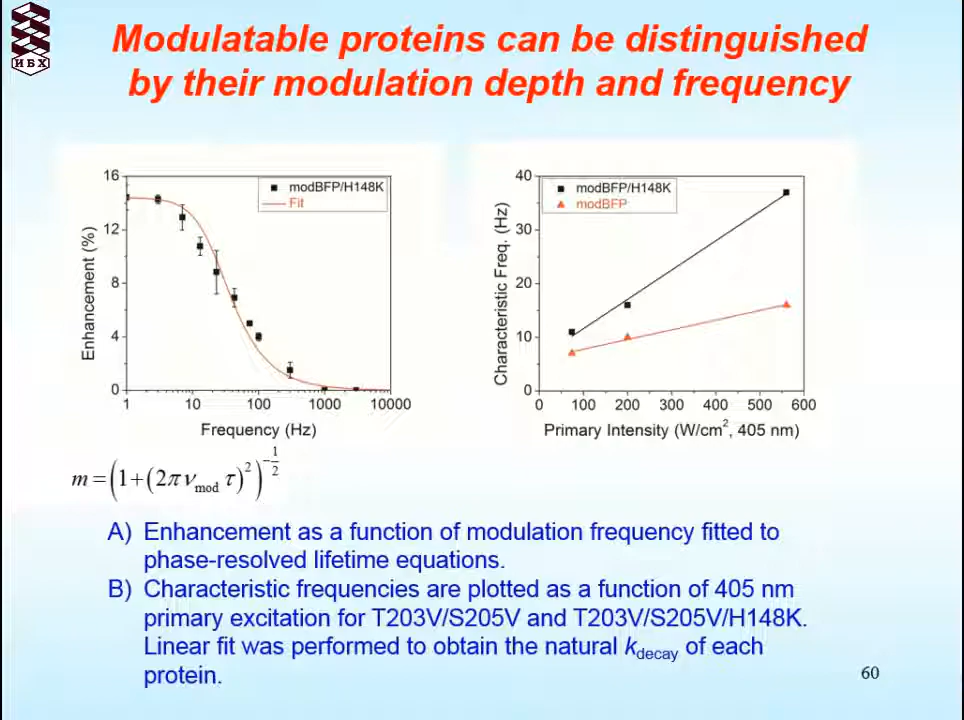 ИБХ
Modulatable proteins can be distinguished
by their modulation depth and frequency
16
12
8
4
0
Enhancement (%)
modBFP/H148K
Fit
1
10
100
1000
10000
Frequency (Hz)
40
30
20
10
0
Characteristic Freq. (Hz)
modBFP/H148K
modBFP
0
100
200
300
400
500
600
Primary Intensity (W/cm², 405 nm)
m = (1+(2πν_mod τ)²)^(-1/2)
A) Enhancement as a function of modulation frequency fitted to
phase-resolved lifetime equations.
B) Characteristic frequencies are plotted as a function of 405 nm
primary excitation for T203V/S205V and T203V/S205V/H148K.
Linear fit was performed to obtain the natural k_decay of each
protein.
60